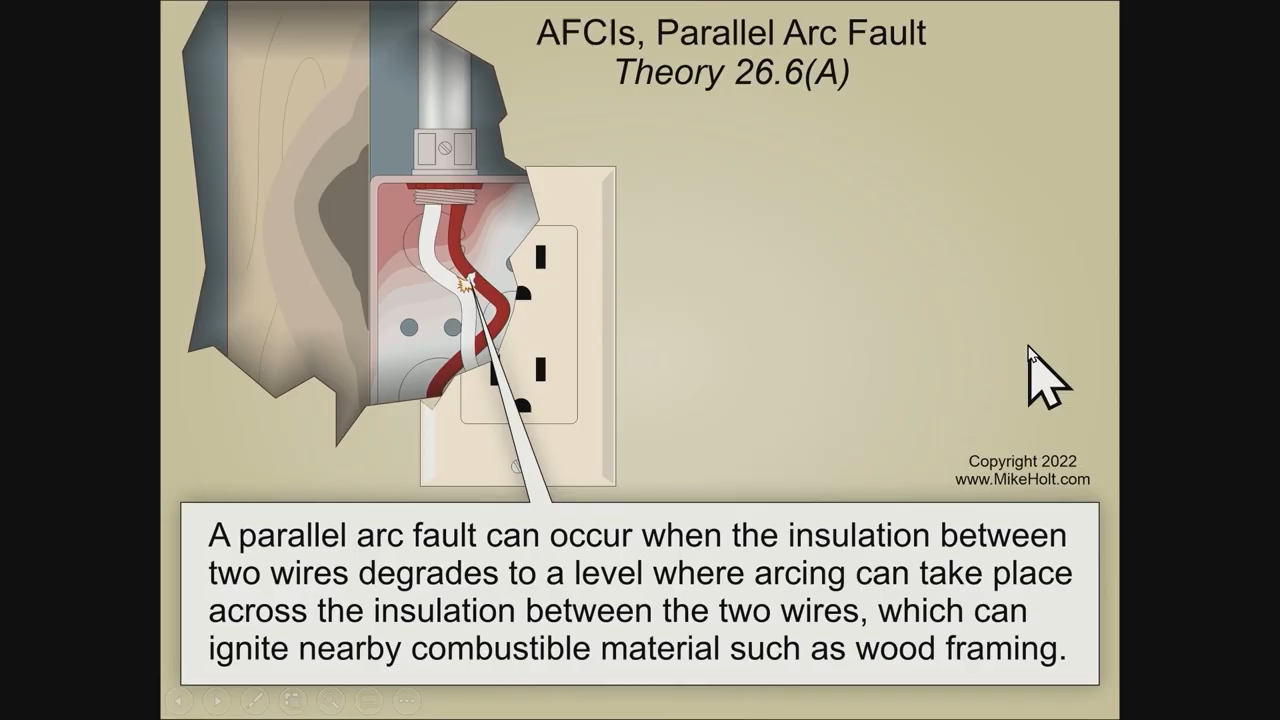 AFCIs, Parallel Arc Fault
Theory 26.6(A)
Copyright 2022
www.MikeHolt.com
A parallel arc fault can occur when the insulation between
two wires degrades to a level where arcing can take place
across the insulation between the two wires, which can
ignite nearby combustible material such as wood framing.